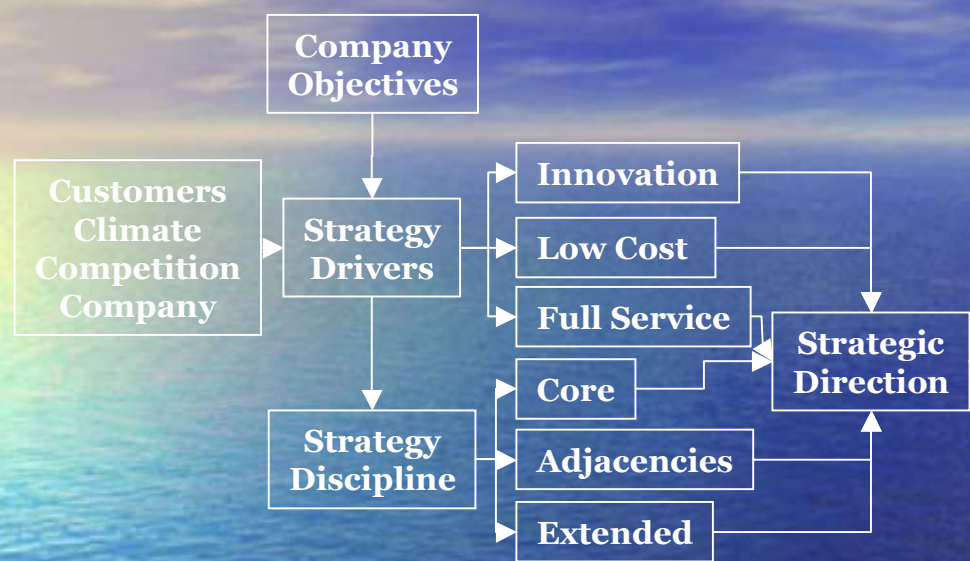 Company
Objectives
Customers
Climate
Competition
Company
Strategy
Drivers
Innovation
Low Cost
Full Service
Strategic
Direction
Core
Strategy
Discipline
Adjacencies
Extended